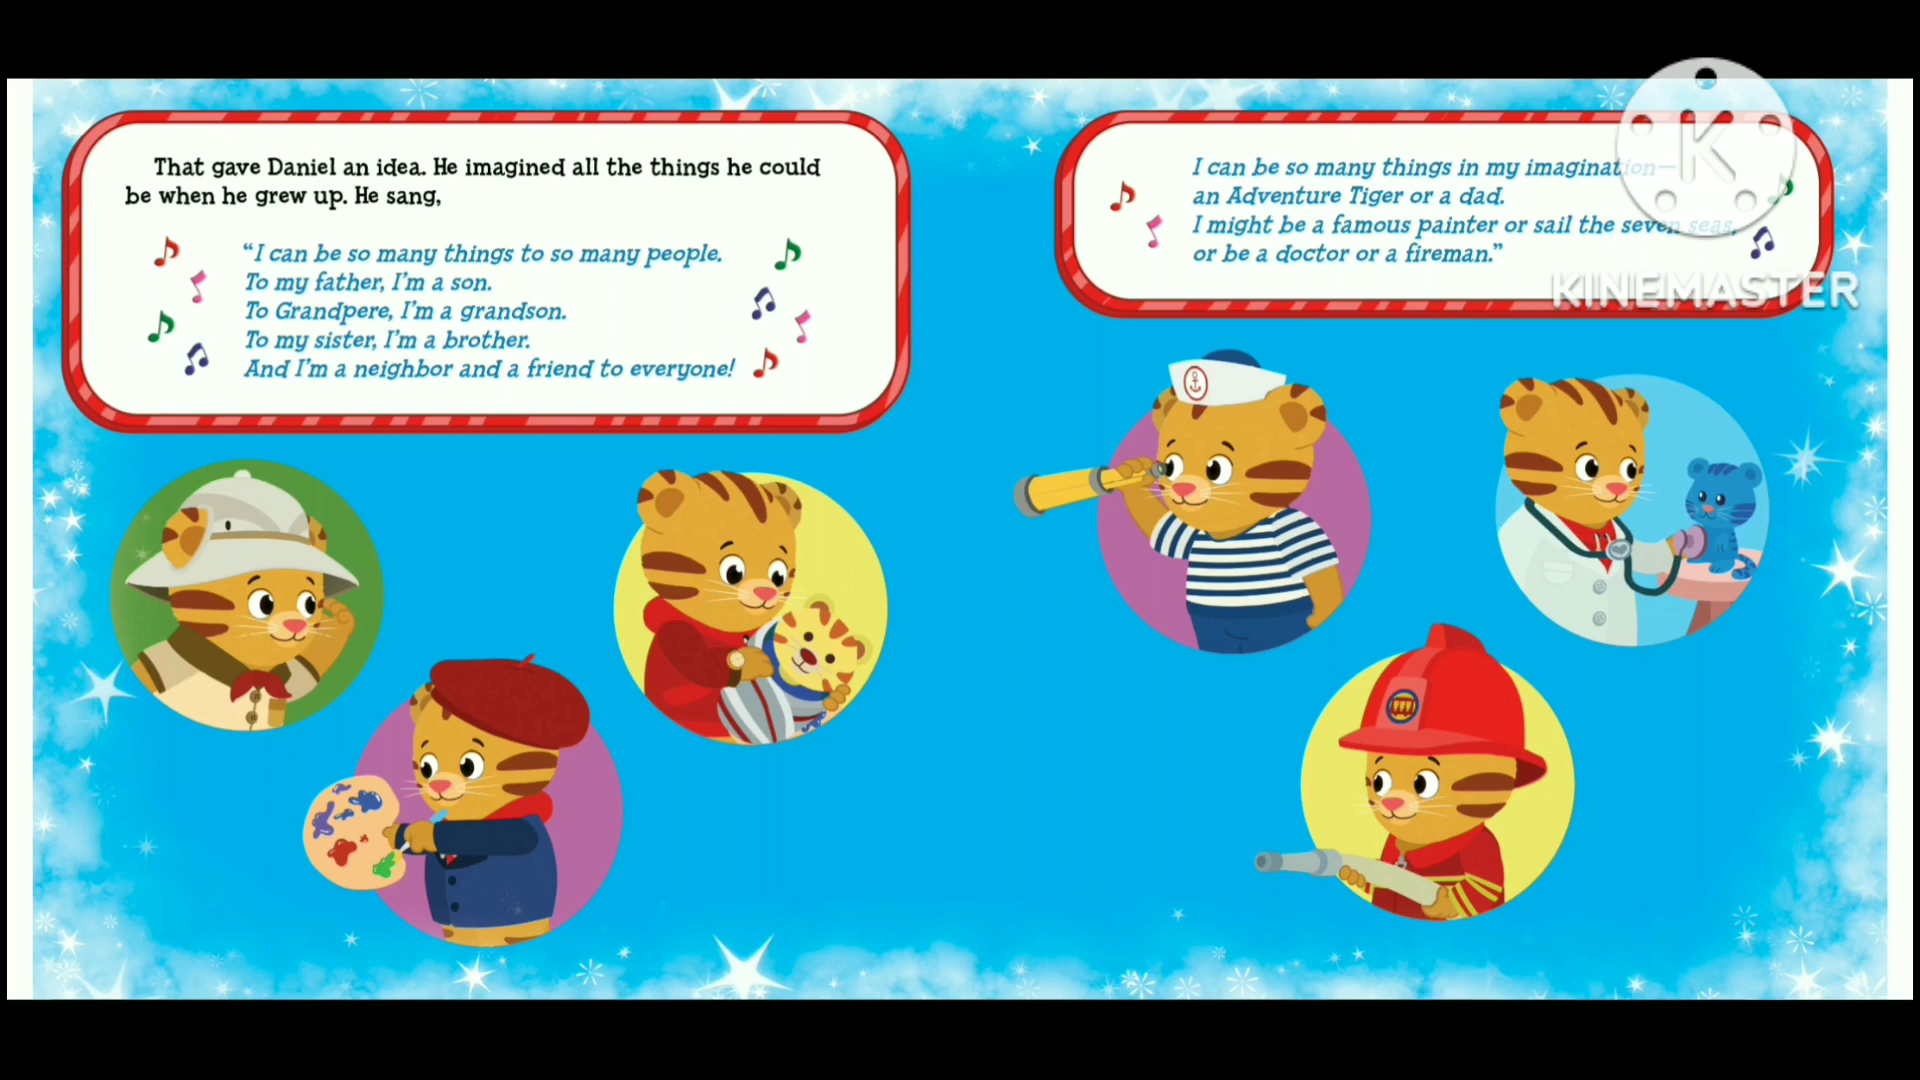 That gave Daniel an idea. He imagined all the things he could
be when he grew up. He sang,
“I can be so many things to so many people.
To my father, I’m a son.
To Grandpere, I’m a grandson.
To my sister, I’m a brother.
And I’m a neighbor and a friend to everyone!
I can be so many things in my imagination—
an Adventure Tiger or a dad.
I might be a famous painter or sail the seven seas,
or be a doctor or a fireman.”
K
KINEMASTER